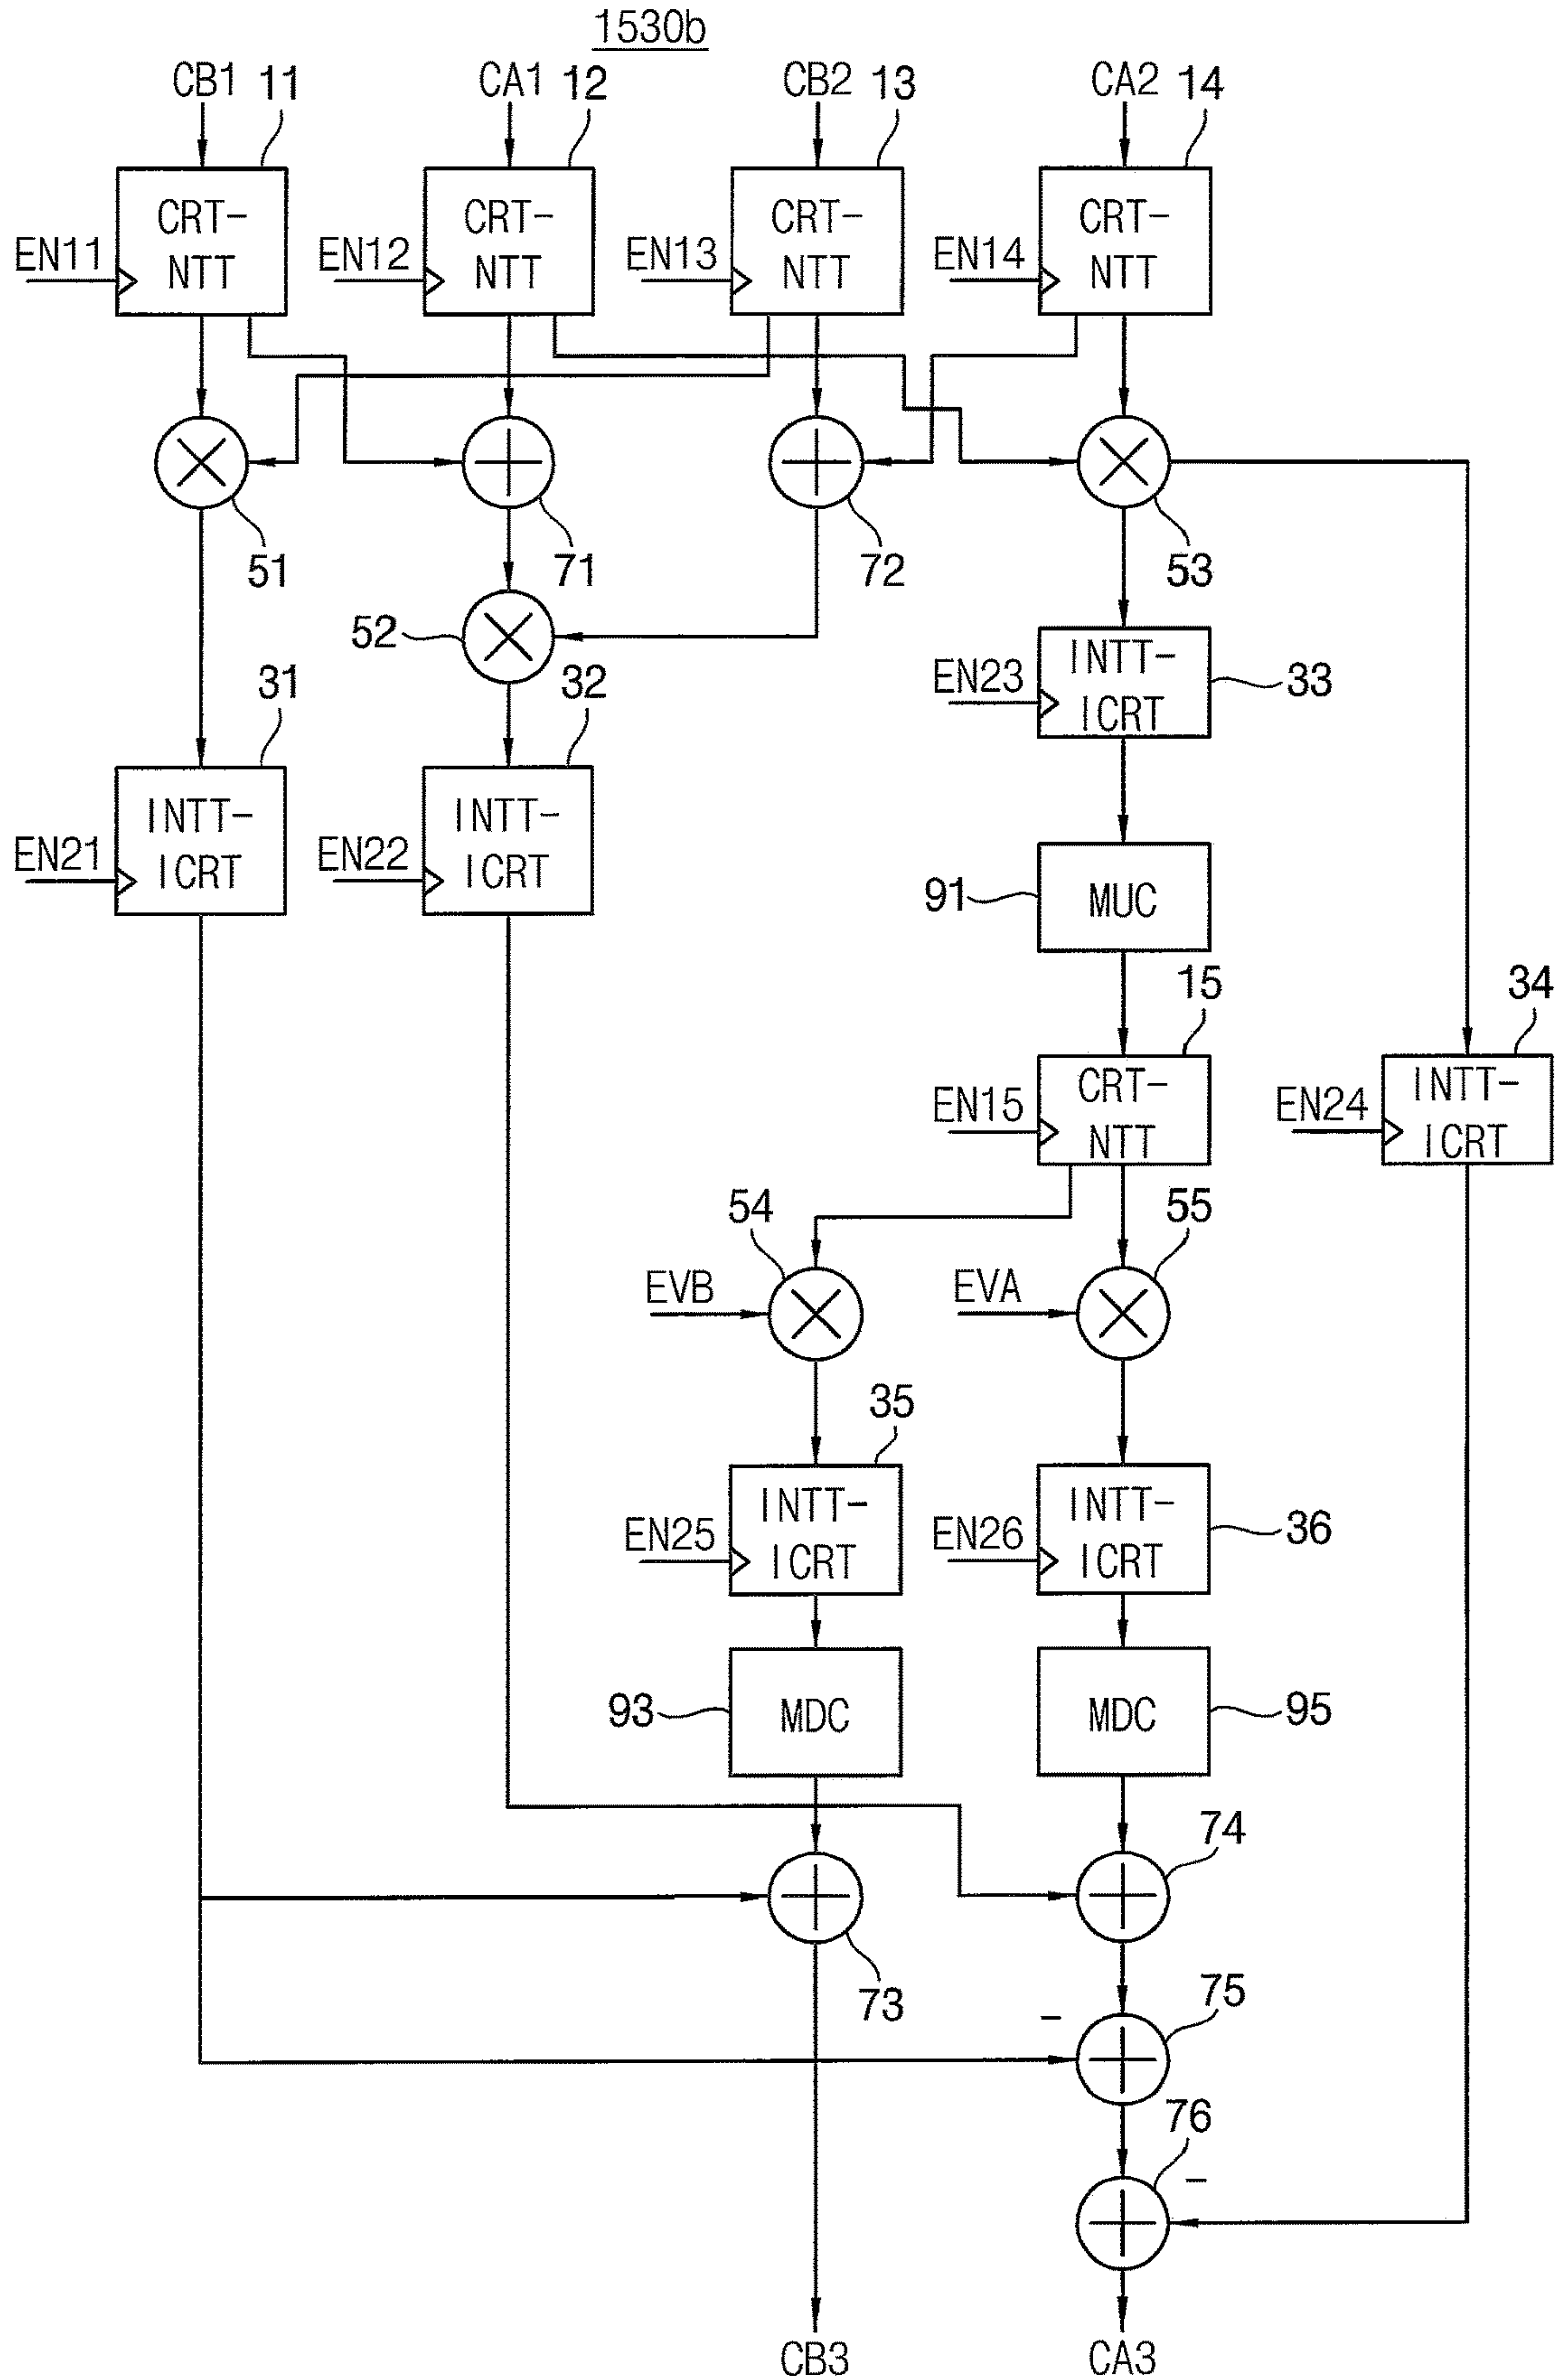 1530b
CB1 11 CA1 12 CB2 13 CA2 14
CRT- CRT- CRT- CRT-
EN11 NTT EN12 NTT EN13 NTT EN14 NTT
51 71 72 53
52
31 32 INTT-
EN23 ICRT 33
INTT- INTT-
EN21 ICRT EN22 ICRT
91 MUC
15 34
CRT- INTT-
EN15 NTT EN24 ICRT
54 55
EVB EVA
35
INTT- INTT-
EN25 ICRT EN26 ICRT 36
93 MDC MDC 95
74
73 75
-
76
-
CB3 CA3